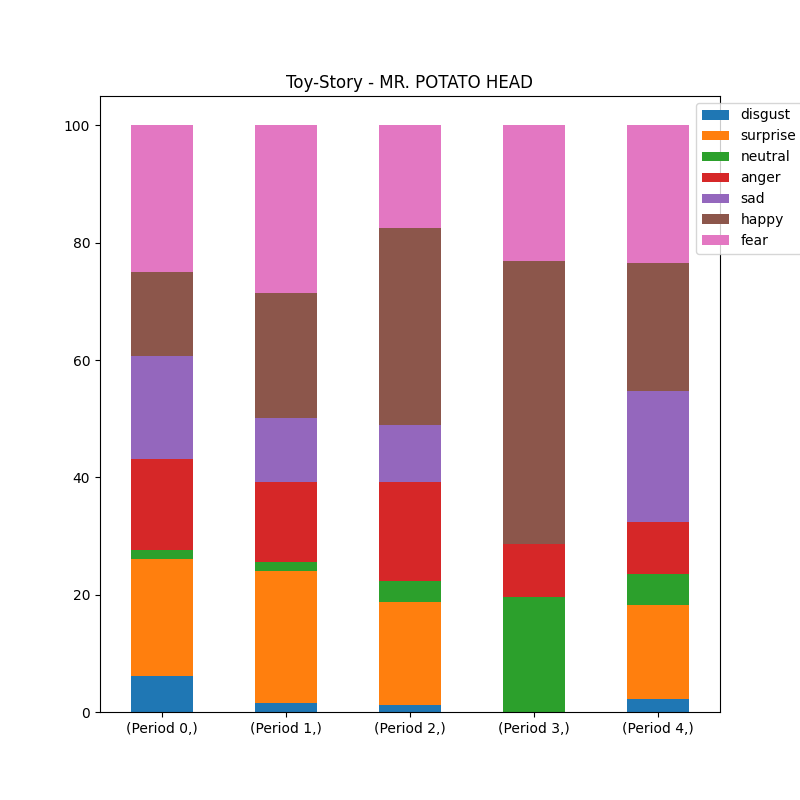 Toy-Story - MR. POTATO HEAD
disgust
surprise
neutral
anger
sad
happy
fear
100
80
60
40
20
0
(Period 0,) (Period 1,) (Period 2,) (Period 3,) (Period 4,)